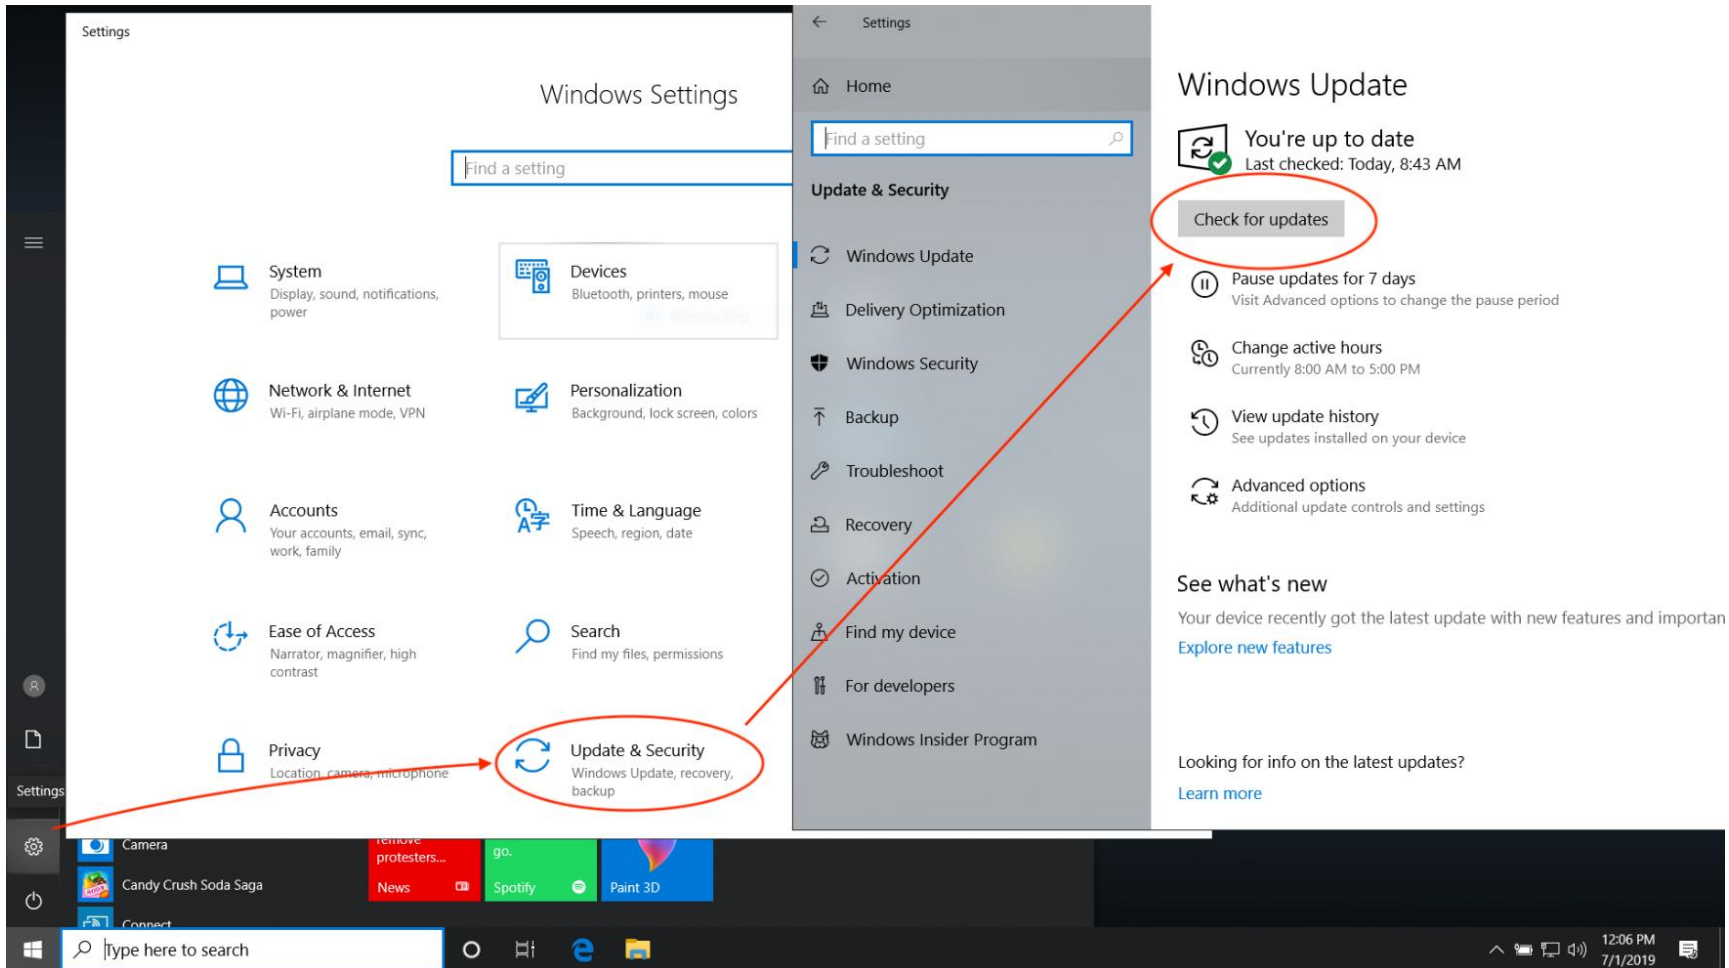 Settings
Windows Settings
Find a setting
System
Display, sound, notifications,
power
Devices
Bluetooth, printers, mouse
Network & Internet
Wi-Fi, airplane mode, VPN
Personalization
Background, lock screen, colors
Accounts
Your accounts, email, sync,
work, family
Time & Language
Speech, region, date
Ease of Access
Narrator, magnifier, high
contrast
Search
Find my files, permissions
Privacy
Location, camera, microphone
Update & Security
Windows Update, recovery,
backup
Settings
Home
Find a setting
Update & Security
Windows Update
Delivery Optimization
Windows Security
Backup
Troubleshoot
Recovery
Activation
Find my device
For developers
Windows Insider Program
Windows Update
You're up to date
Last checked: Today, 8:43 AM
Check for updates
Pause updates for 7 days
Visit Advanced options to change the pause period
Change active hours
Currently 8:00 AM to 5:00 PM
View update history
See updates installed on your device
Advanced options
Additional update controls and settings
See what's new
Your device recently got the latest update with new features and importan
Explore new features
Looking for info on the latest updates?
Learn more
Settings
Camera
Candy Crush Soda Saga
Connect
remove
protesters...
News
go.
Spotify
Paint 3D
Type here to search
12:06 PM
7/1/2019